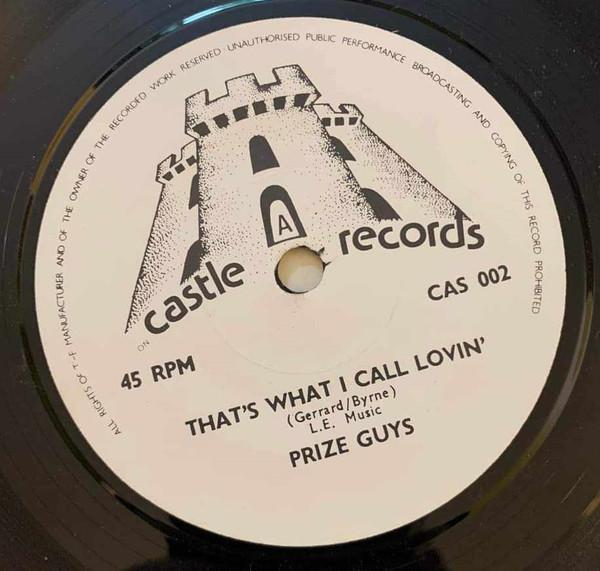 ALL RIGHTS OF T-F MANUFACTURER AND OF THE OWNER OF THE RECORDED WORK RESERVED UNAUTHORISED PUBLIC PERFORMANCE BROADCASTING AND COPYING OF THIS RECORD PROHIBITED
A
ON
castle records
CAS 002
45 RPM
THAT'S WHAT I CALL LOVIN'
(Gerrard/Byrne)
L.E. Music
PRIZE GUYS